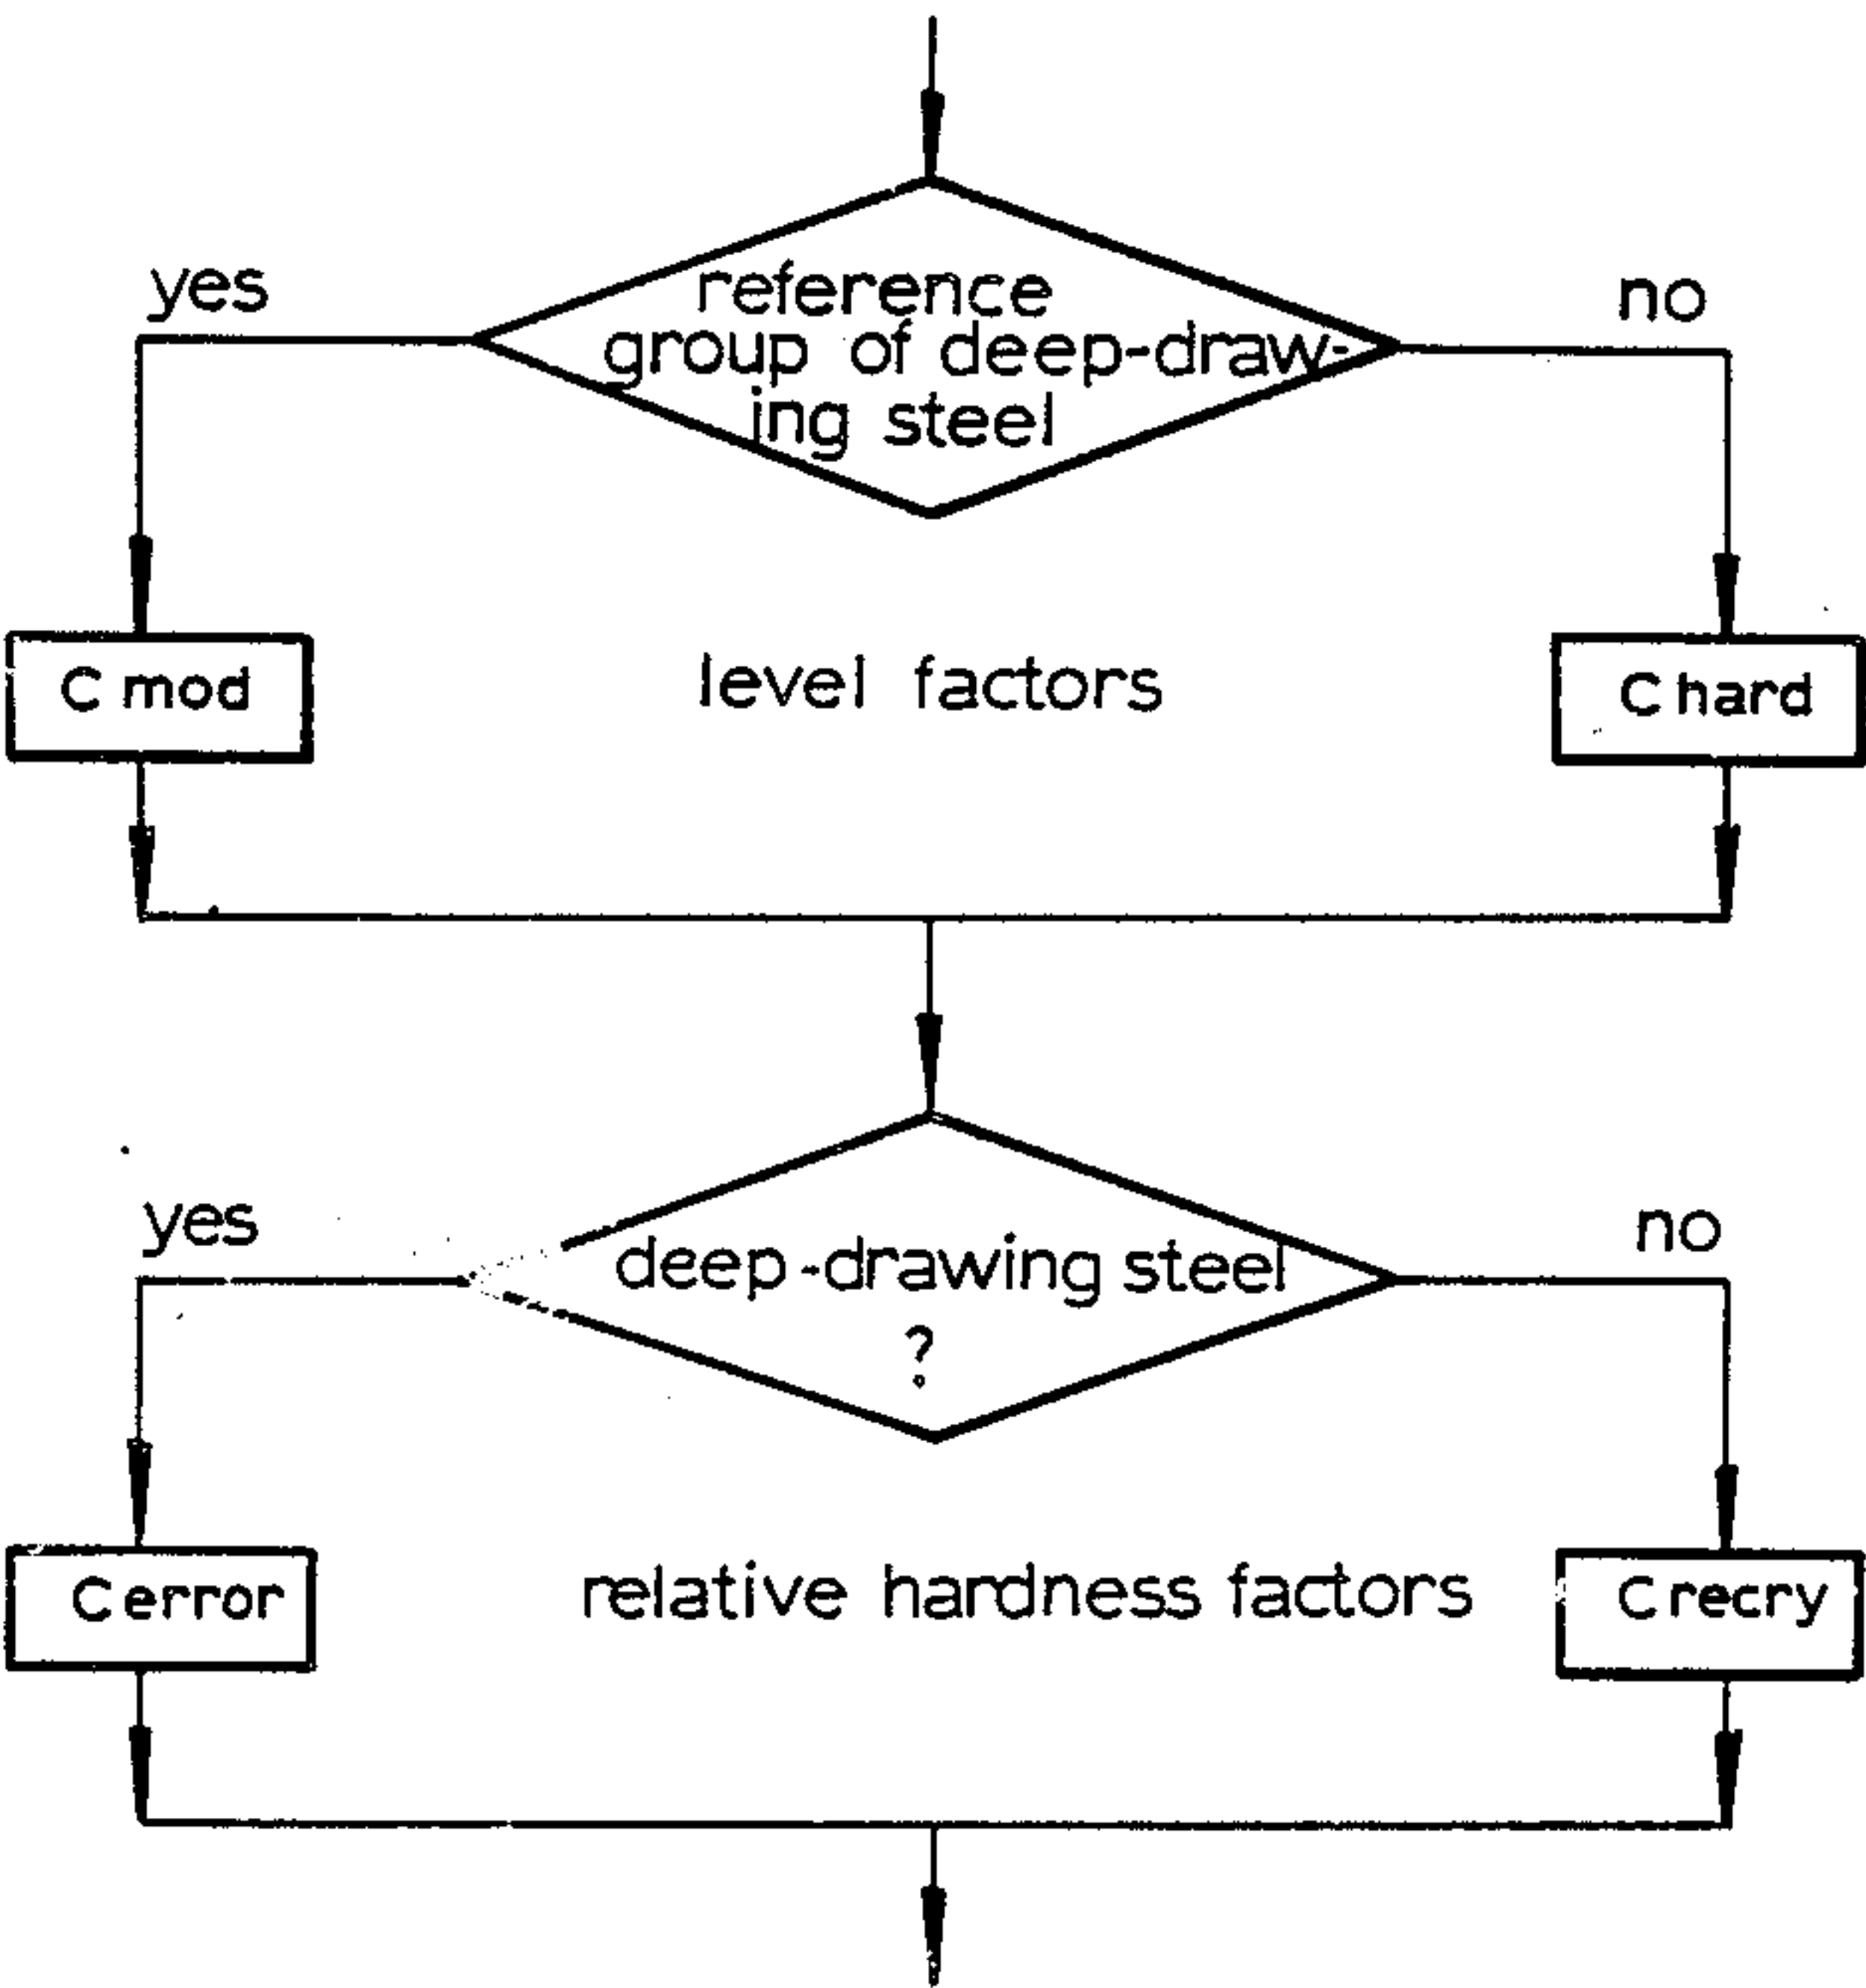 reference
yes
no
group of deep-draw-
ing steel
C mod
level factors
C hard
yes
no
deep-drawing steel
?
C error
relative hardness factors
C recry